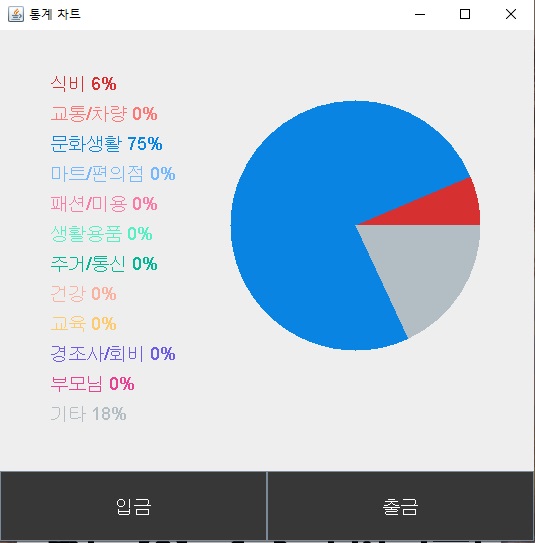 통계 차트
식비 6%
교통/차량 0%
문화생활 75%
마트/편의점 0%
패션/미용 0%
생활용품 0%
주거/통신 0%
건강 0%
교육 0%
경조사/회비 0%
부모님 0%
기타 18%
입금 출금